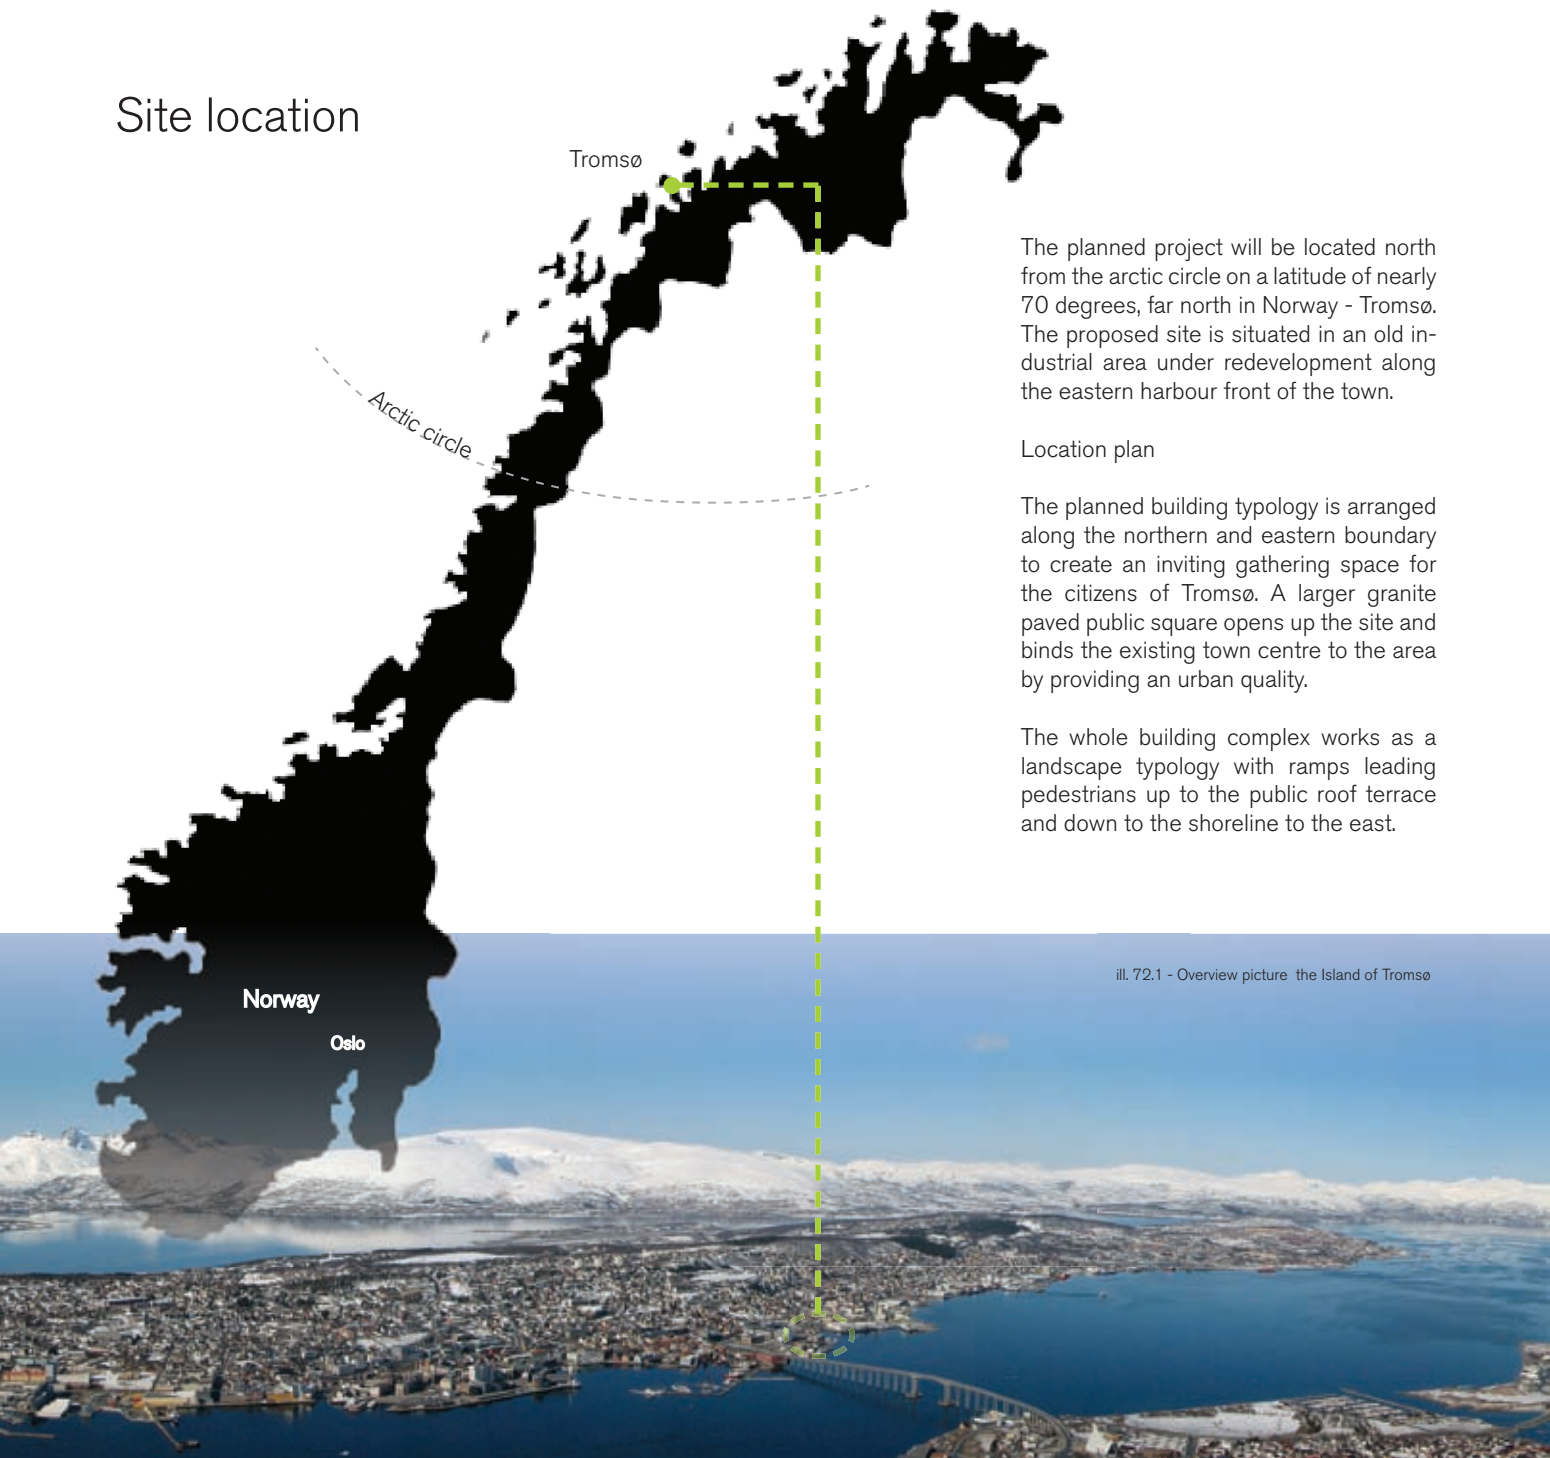 Site location
Tromsø
Arctic circle
The planned project will be located north
from the arctic circle on a latitude of nearly
70 degrees, far north in Norway - Tromsø.
The proposed site is situated in an old in-
dustrial area under redevelopment along
the eastern harbour front of the town.
Location plan
The planned building typology is arranged
along the northern and eastern boundary
to create an inviting gathering space for
the citizens of Tromsø. A larger granite
paved public square opens up the site and
binds the existing town centre to the area
by providing an urban quality.
The whole building complex works as a
landscape typology with ramps leading
pedestrians up to the public roof terrace
and down to the shoreline to the east.
ill. 72.1 - Overview picture the Island of Tromsø
Norway
Oslo